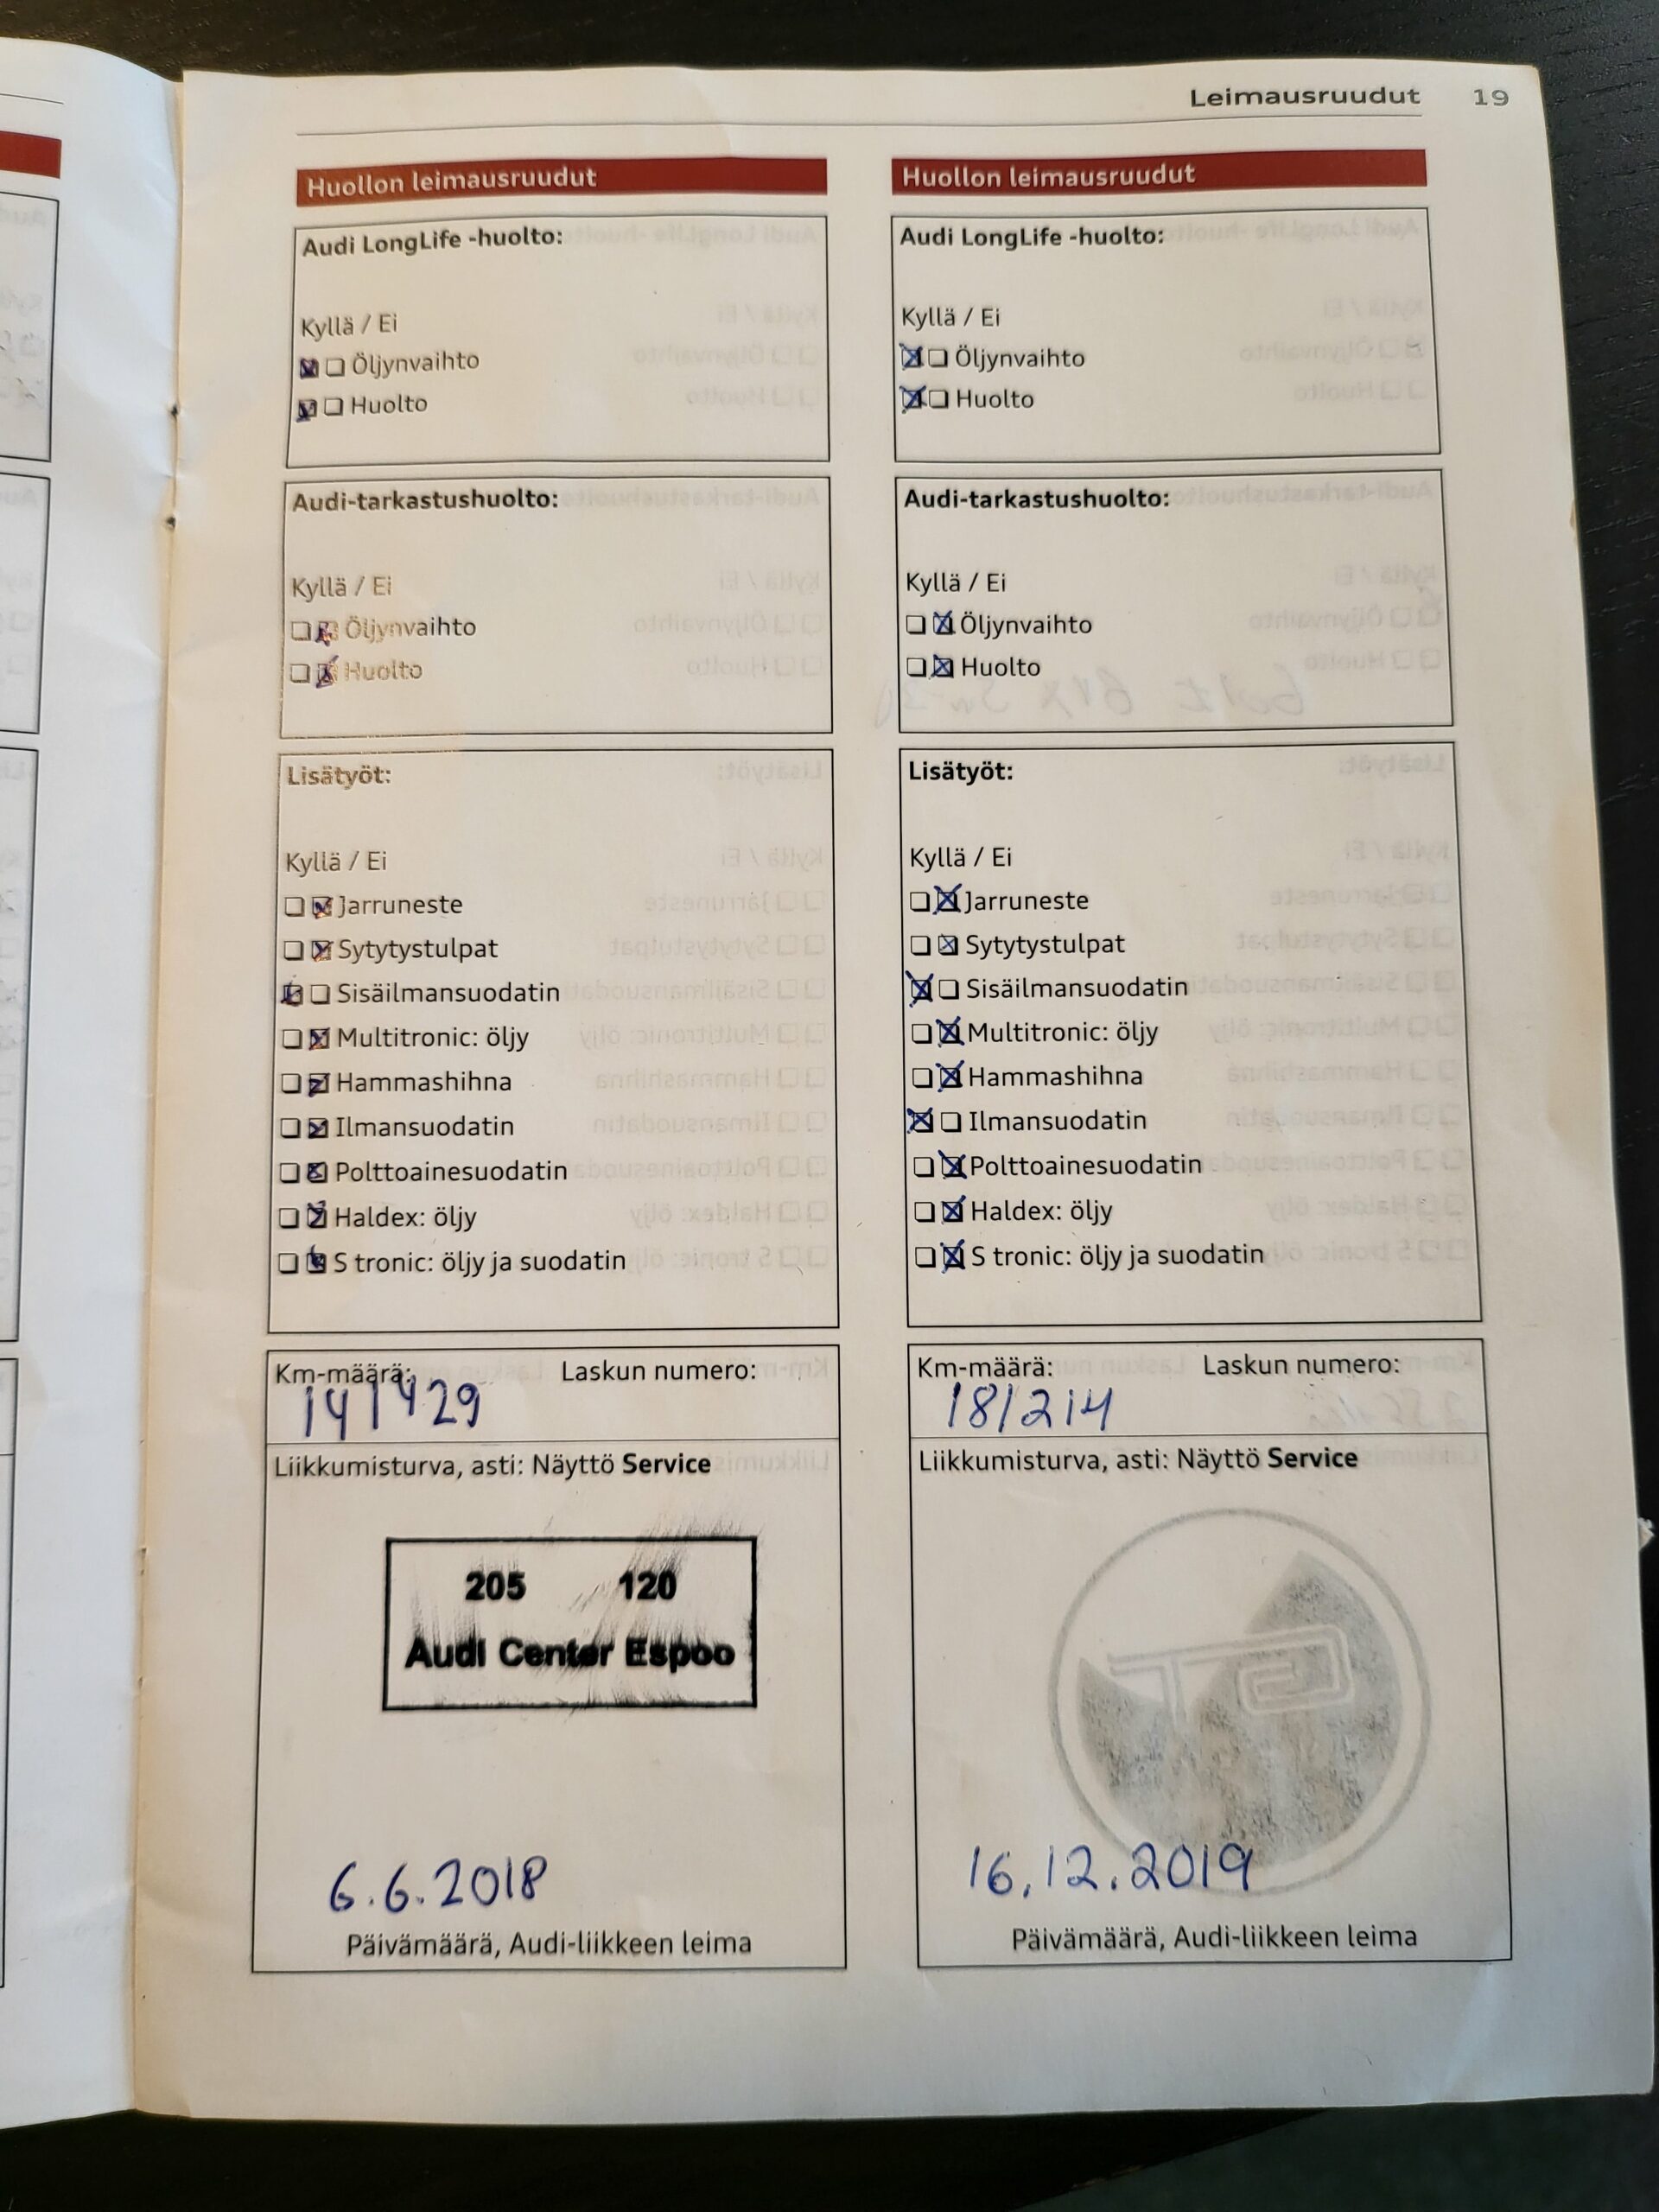 Leimausruudut 19
Huollon leimausruudut
Audi LongLife -huolto:
Kyllä / Ei
☒ ☐ Öljynvaihto
☒ ☐ Huolto
Audi-tarkastushuolto:
Kyllä / Ei
☐ ☒ Öljynvaihto
☐ ☒ Huolto
Lisätyöt:
Kyllä / Ei
☐ ☒ Jarruneste
☐ ☒ Sytytystulpat
☒ ☐ Sisäilmansuodatin
☐ ☒ Multitronic: öljy
☐ ☒ Hammashihna
☐ ☒ Ilmansuodatin
☐ ☒ Polttoainesuodatin
☐ ☒ Haldex: öljy
☐ ☒ S tronic: öljy ja suodatin
Km-määrä: Laskun numero:
141429
Liikkumisturva, asti: Näyttö Service
205 120
Audi Center Espoo
6.6.2018
Päivämäärä, Audi-liikkeen leima
Huollon leimausruudut
Audi LongLife -huolto:
Kyllä / Ei
☒ ☐ Öljynvaihto
☒ ☐ Huolto
Audi-tarkastushuolto:
Kyllä / Ei
☐ ☒ Öljynvaihto
☐ ☒ Huolto
Lisätyöt:
Kyllä / Ei
☐ ☒ Jarruneste
☐ ☒ Sytytystulpat
☒ ☐ Sisäilmansuodatin
☐ ☒ Multitronic: öljy
☐ ☒ Hammashihna
☒ ☐ Ilmansuodatin
☐ ☒ Polttoainesuodatin
☐ ☒ Haldex: öljy
☐ ☒ S tronic: öljy ja suodatin
Km-määrä: Laskun numero:
181214
Liikkumisturva, asti: Näyttö Service
16.12.2019
Päivämäärä, Audi-liikkeen leima